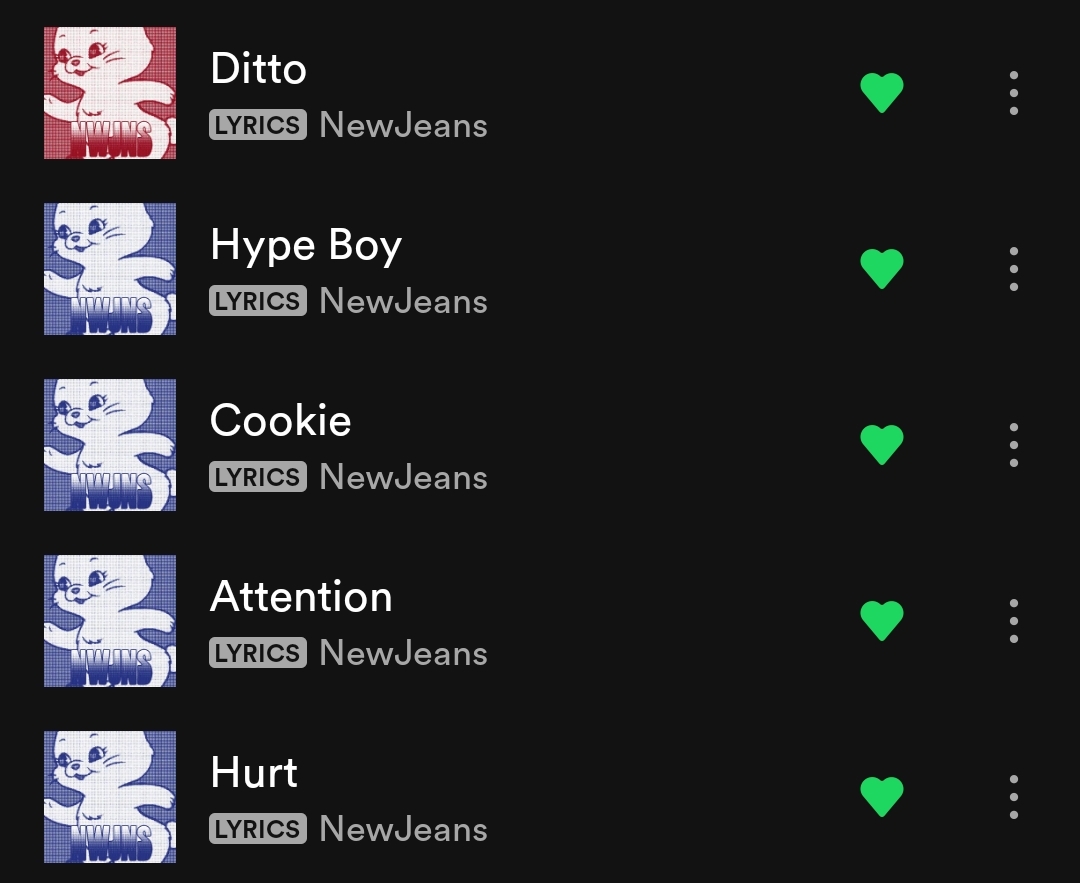 Ditto
LYRICS NewJeans
NWJNS
Hype Boy
LYRICS NewJeans
NWJNS
Cookie
LYRICS NewJeans
NWJNS
Attention
LYRICS NewJeans
NWJNS
Hurt
LYRICS NewJeans
NWJNS